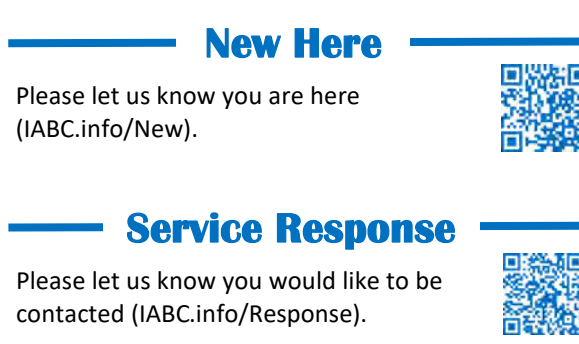 New Here
Please let us know you are here
(IABC.info/New).
Service Response
Please let us know you would like to be
contacted (IABC.info/Response).